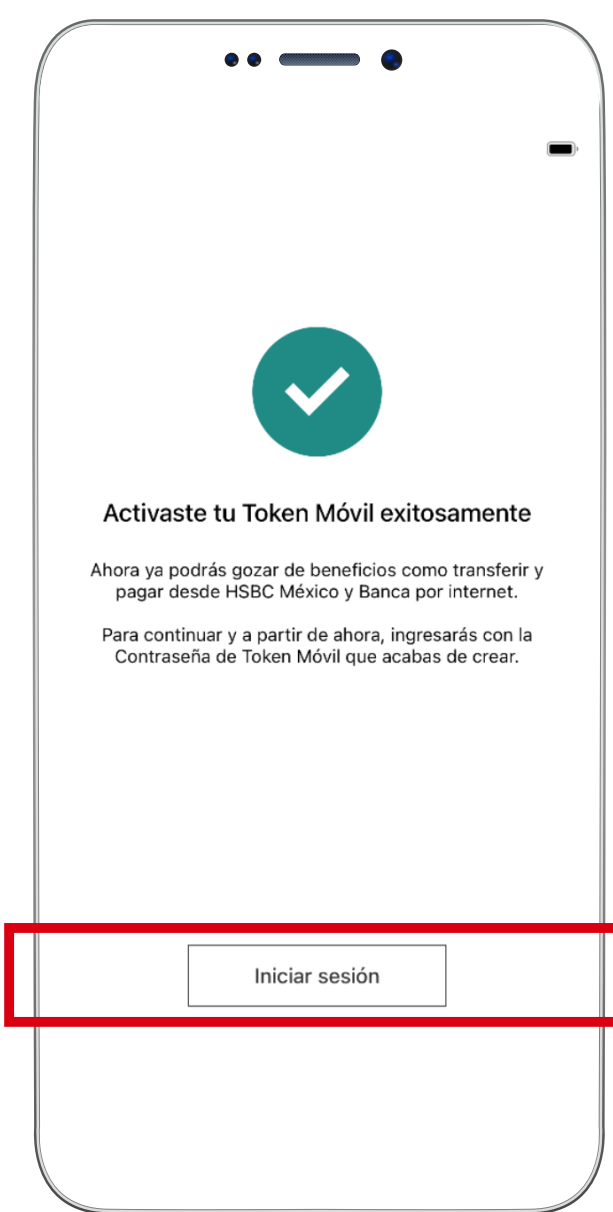 Activaste tu Token Móvil exitosamente
Ahora ya podrás gozar de beneficios como transferir y
pagar desde HSBC México y Banca por internet.
Para continuar y a partir de ahora, ingresarás con la
Contraseña de Token Móvil que acabas de crear.
Iniciar sesión